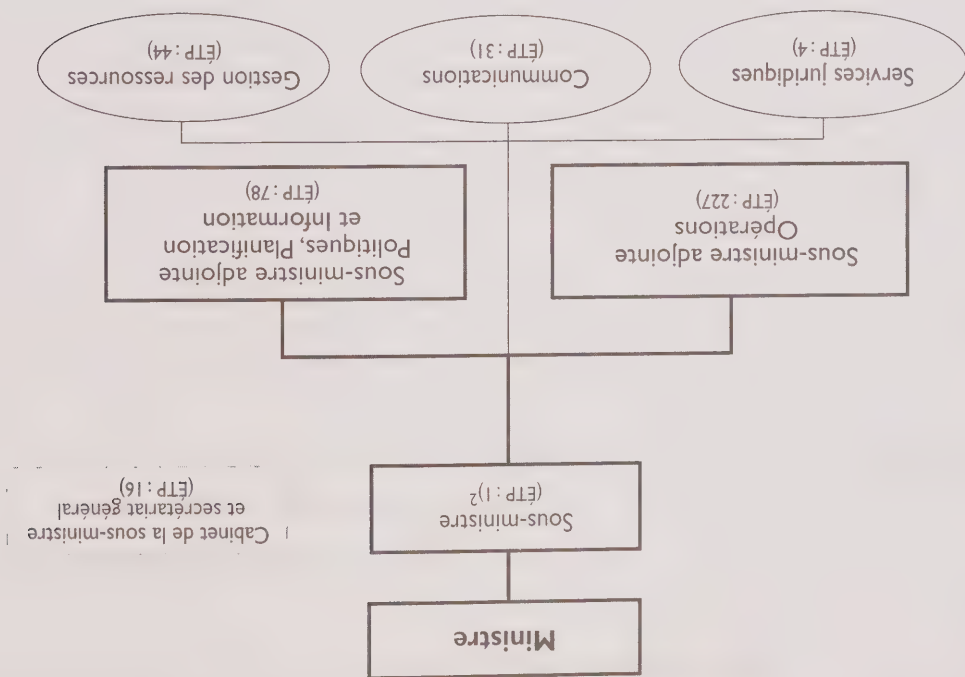 Ministre
Sous-ministre
(ÉTP : 1)²
Cabinet de la sous-ministre
et secrétariat général
(ÉTP : 16)
Sous-ministre adjointe
Opérations
(ÉTP : 227)
Sous-ministre adjointe
Politiques, Planification
et Information
(ÉTP : 78)
Services juridiques
(ÉTP : 4)
Communications
(ÉTP : 31)
Gestion des ressources
(ÉTP : 44)